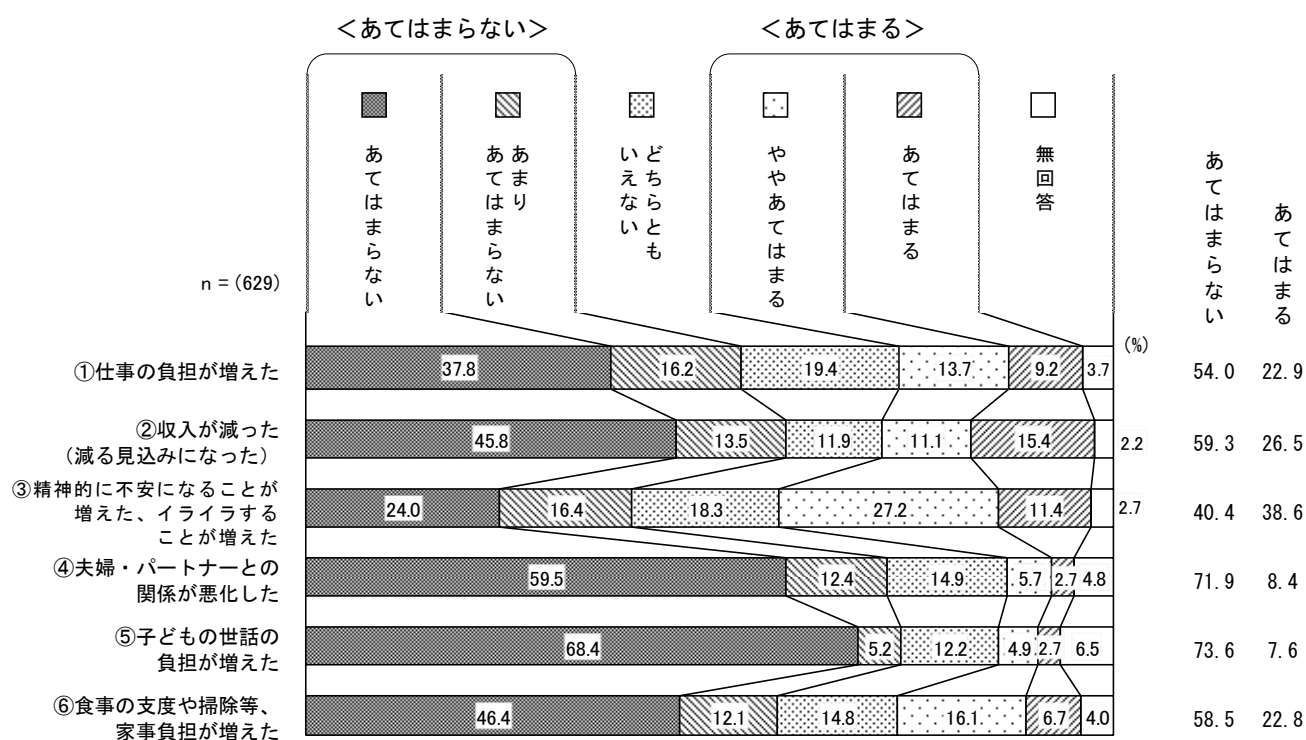 ＜あてはまらない＞
＜あてはまる＞
あてはまらない
あまり
あてはまらない
どちらとも
いえない
ややあてはまる
あてはまる
無回答
あてはまらない
あてはまる
n＝(629)
(%)
①仕事の負担が増えた
37.8 16.2 19.4 13.7 9.2 3.7 54.0 22.9
②収入が減った
（減る見込みになった）
45.8 13.5 11.9 11.1 15.4 2.2 59.3 26.5
③精神的に不安になることが
増えた、イライラする
ことが増えた
24.0 16.4 18.3 27.2 11.4 2.7 40.4 38.6
④夫婦・パートナーとの
関係が悪化した
59.5 12.4 14.9 5.7 2.7 4.8 71.9 8.4
⑤子どもの世話の
負担が増えた
68.4 5.2 12.2 4.9 2.7 6.5 73.6 7.6
⑥食事の支度や掃除等、
家事負担が増えた
46.4 12.1 14.8 16.1 6.7 4.0 58.5 22.8